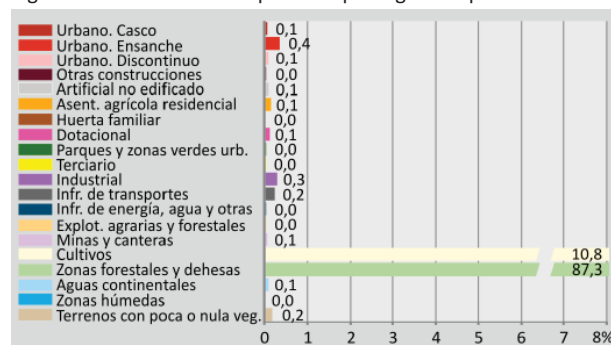 Urbano. Casco 0,1
Urbano. Ensanche 0,4
Urbano. Discontinuo 0,1
Otras construcciones 0,0
Artificial no edificado 0,1
Asent. agrícola residencial 0,1
Huerta familiar 0,0
Dotacional 0,1
Parques y zonas verdes urb. 0,0
Terciario 0,0
Industrial 0,3
Infr. de transportes 0,2
Infr. de energía, agua y otras 0,0
Explot. agrarias y forestales 0,0
Minas y canteras 0,1
Cultivos 10,8
Zonas forestales y dehesas 87,3
Aguas continentales 0,1
Zonas húmedas 0,0
Terrenos con poca o nula veg. 0,2
0 1 2 3 4 5 6 7 8%